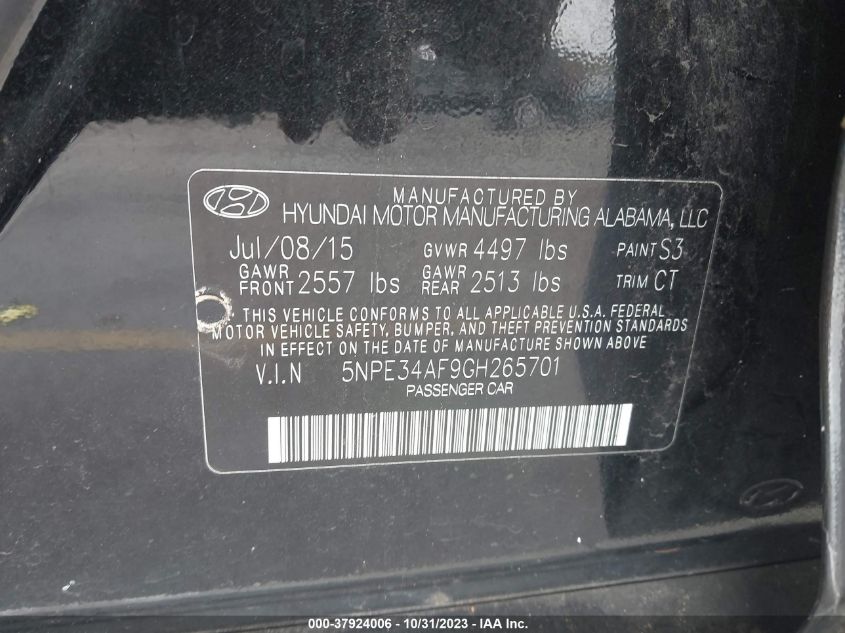 MANUFACTURED BY
HYUNDAI MOTOR MANUFACTURING ALABAMA, LLC
Jul/08/15 GVWR 4497 lbs PAINT S3
GAWR FRONT 2557 lbs GAWR REAR 2513 lbs TRIM CT
THIS VEHICLE CONFORMS TO ALL APPLICABLE U.S.A. FEDERAL
MOTOR VEHICLE SAFETY, BUMPER, AND THEFT PREVENTION STANDARDS
IN EFFECT ON THE DATE OF MANUFACTURE SHOWN ABOVE.
V.I.N 5NPE34AF9GH265701
PASSENGER CAR
000-37924006 - 10/31/2023 - IAA Inc.